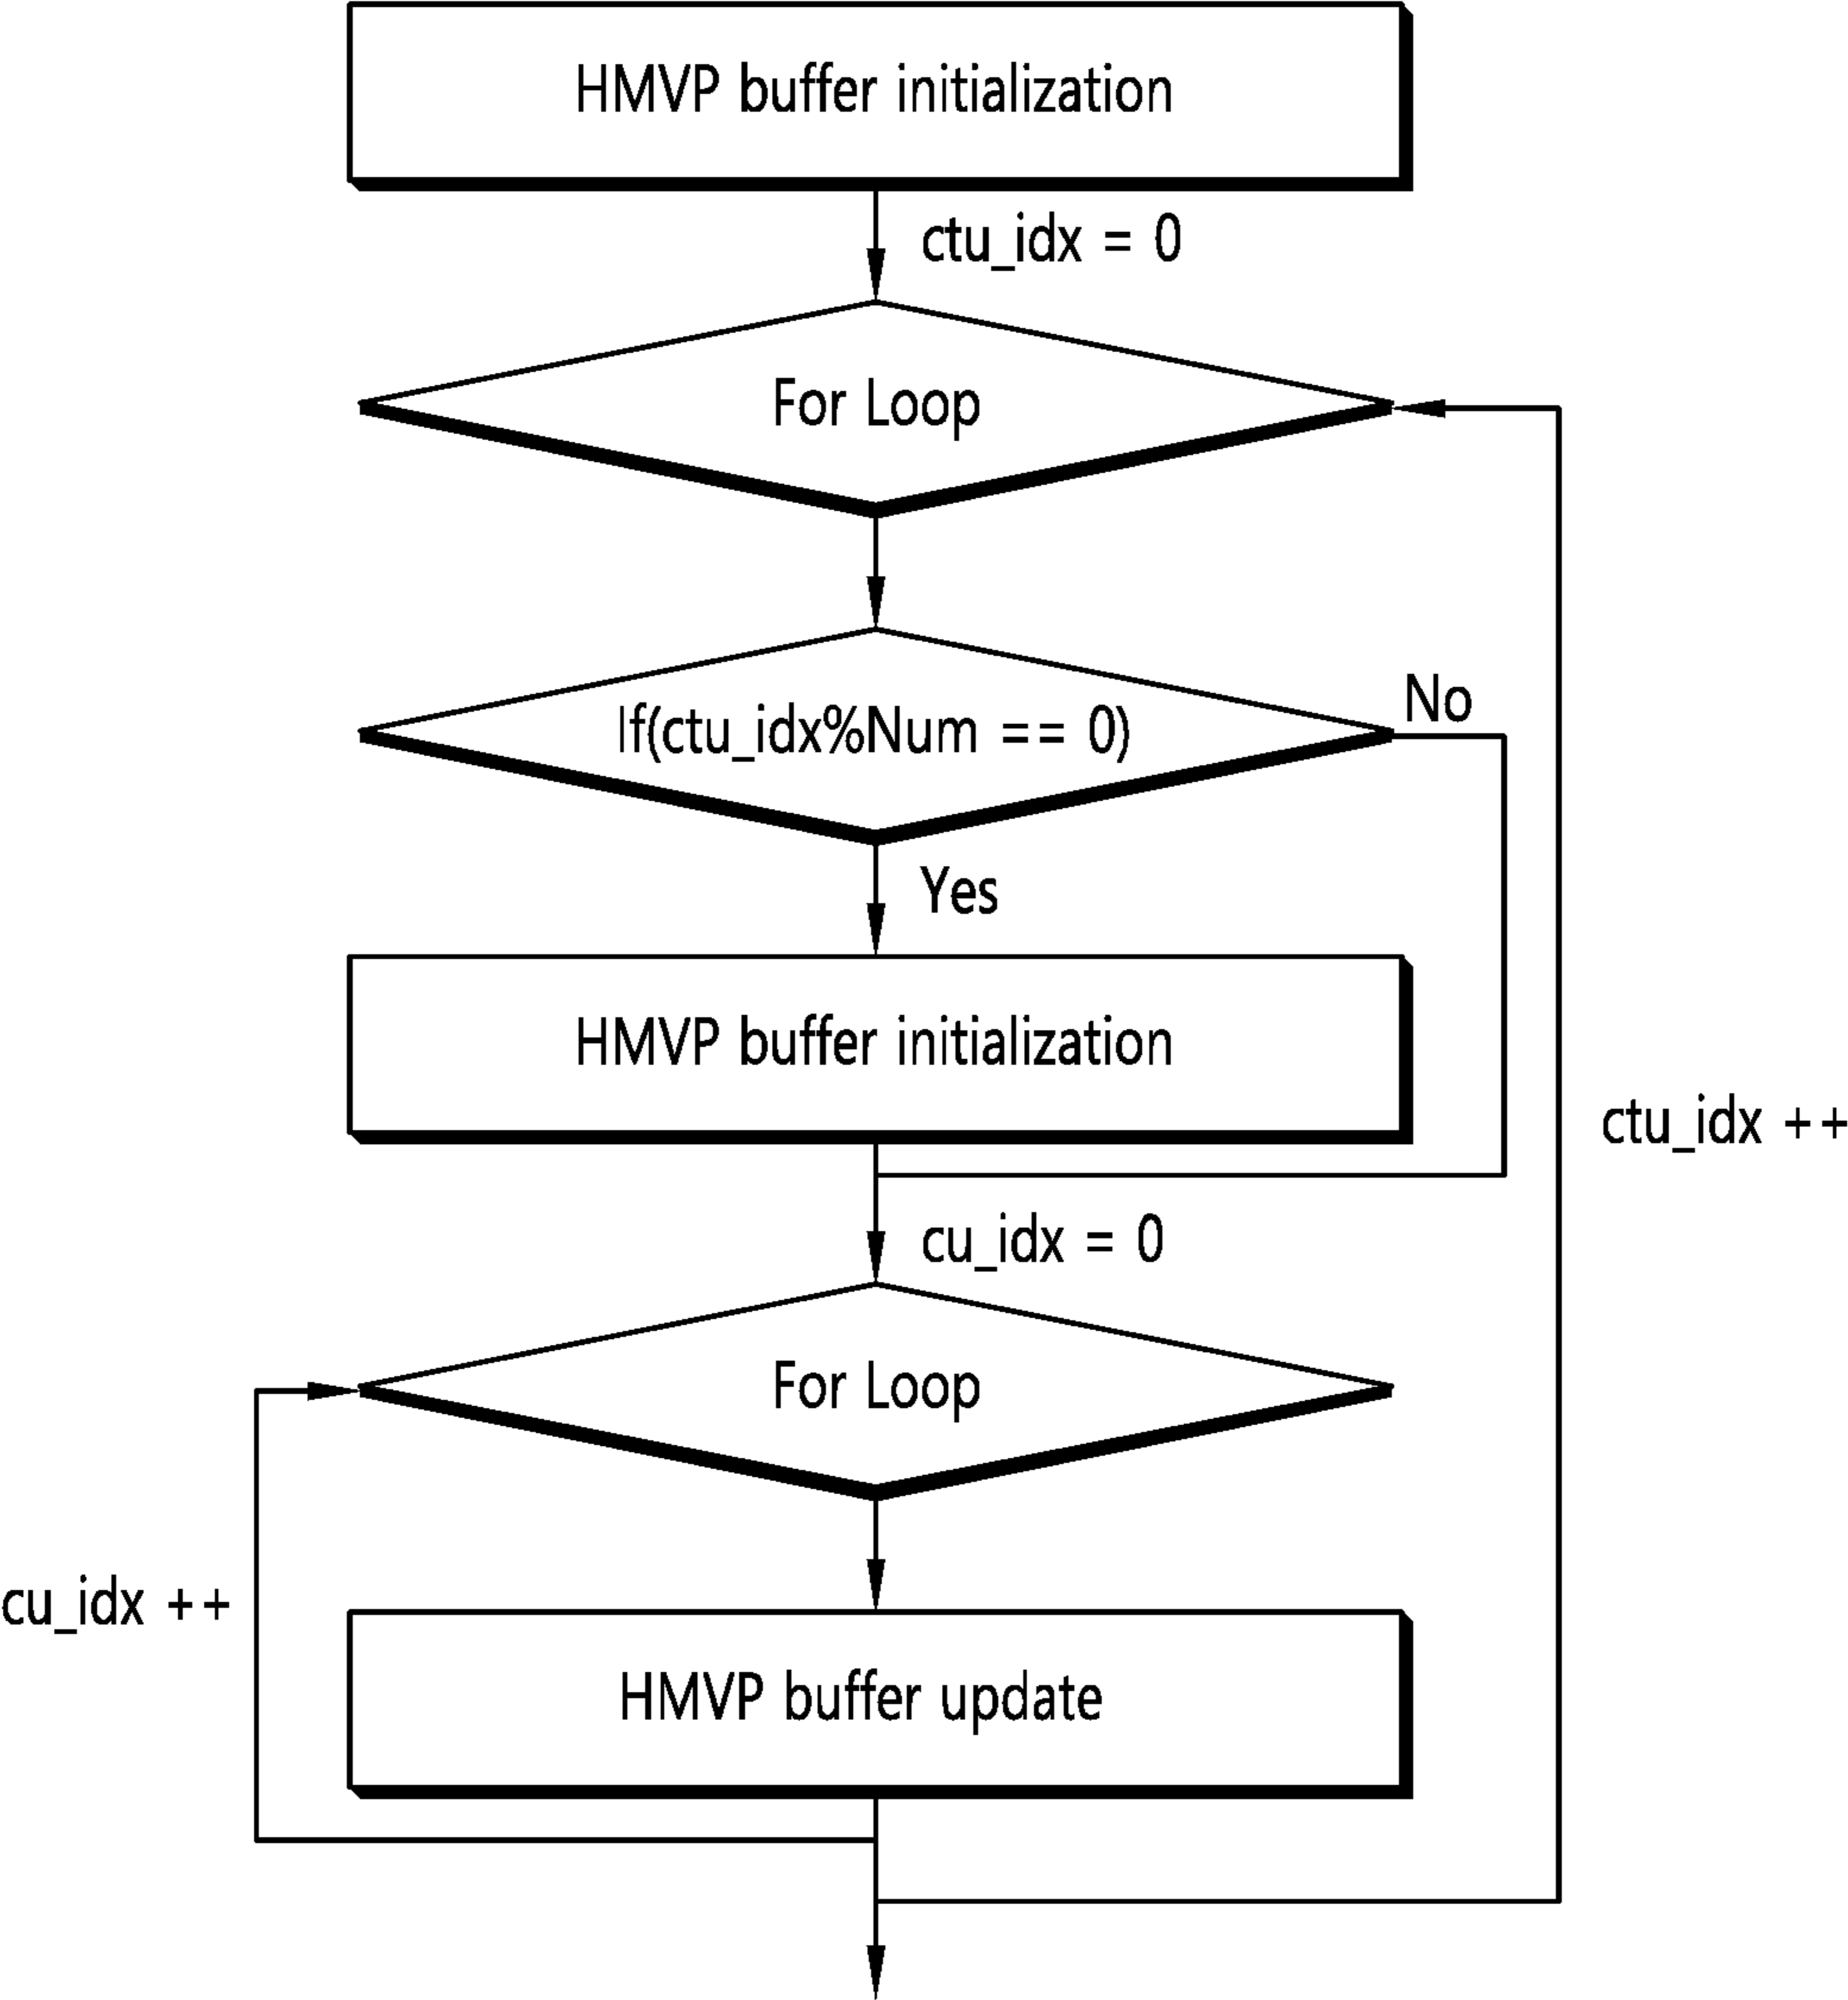 HMVP buffer initialization
ctu_idx = 0
For Loop
If(ctu_idx%Num == 0)
No
Yes
HMVP buffer initialization
ctu_idx ++
cu_idx = 0
For Loop
cu_idx ++
HMVP buffer update